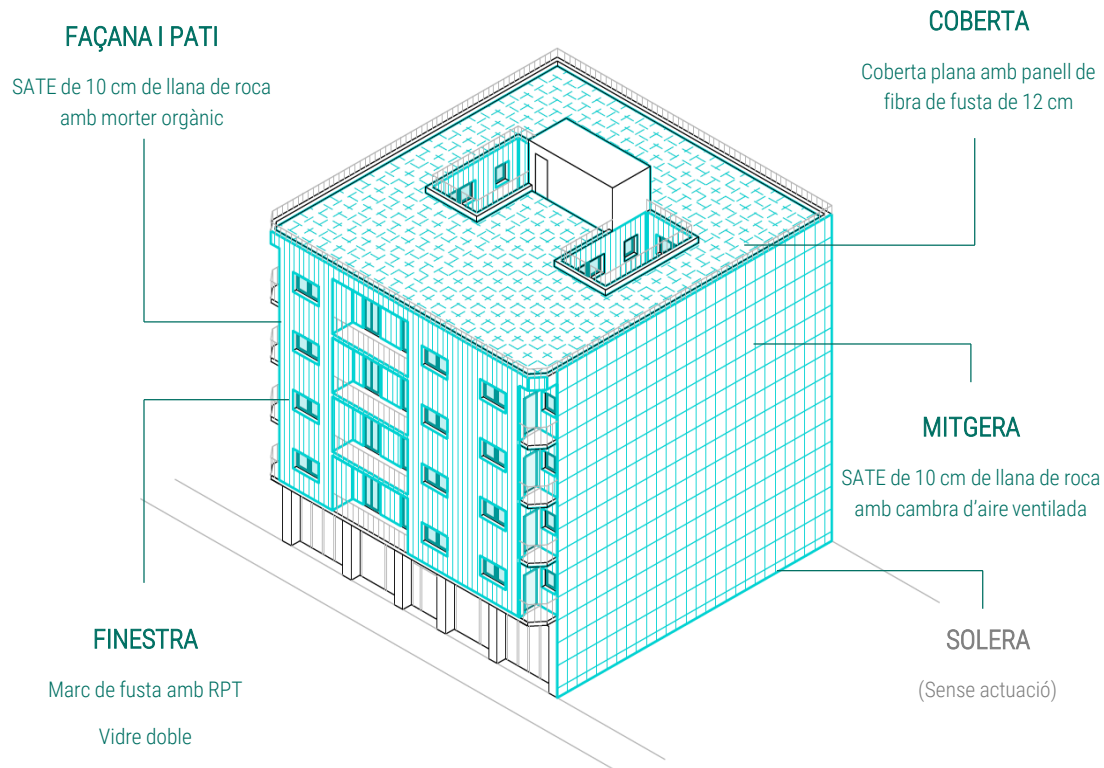 FAÇANA I PATI
SATE de 10 cm de llana de roca
amb morter orgànic
COBERTA
Coberta plana amb panell de
fibra de fusta de 12 cm
MITGERA
SATE de 10 cm de llana de roca
amb cambra d'aire ventilada
FINESTRA
Marc de fusta amb RPT
Vidre doble
SOLERA
(Sense actuació)